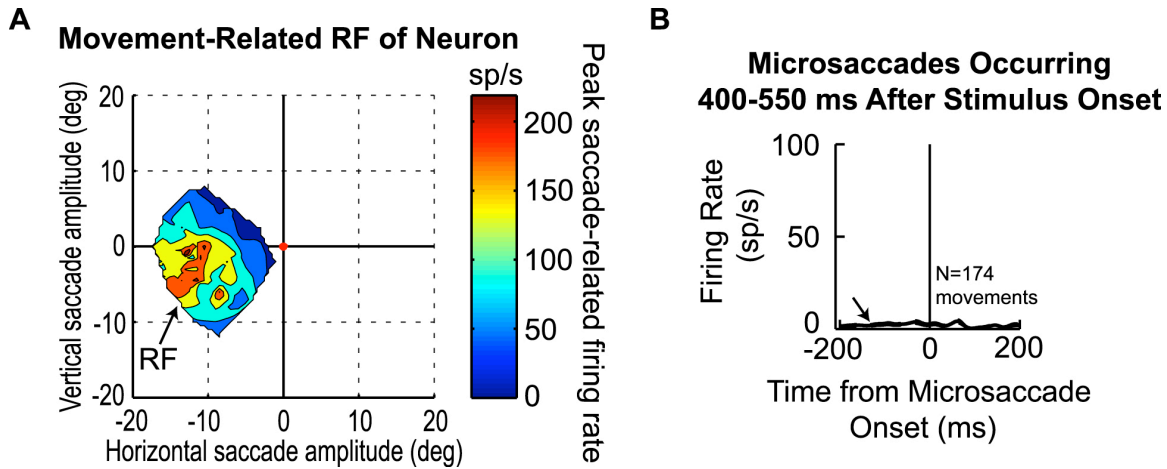 A
Movement-Related RF of Neuron
sp/s
20
10
0
-10
-20
-20
-10
0
10
20
Vertical saccade amplitude (deg)
Horizontal saccade amplitude (deg)
RF
200
150
100
50
0
Peak saccade-related firing rate
B
Microsaccades Occurring
400-550 ms After Stimulus Onset
100
50
0
Firing Rate
(sp/s)
N=174
movements
-200
0
200
Time from Microsaccade
Onset (ms)